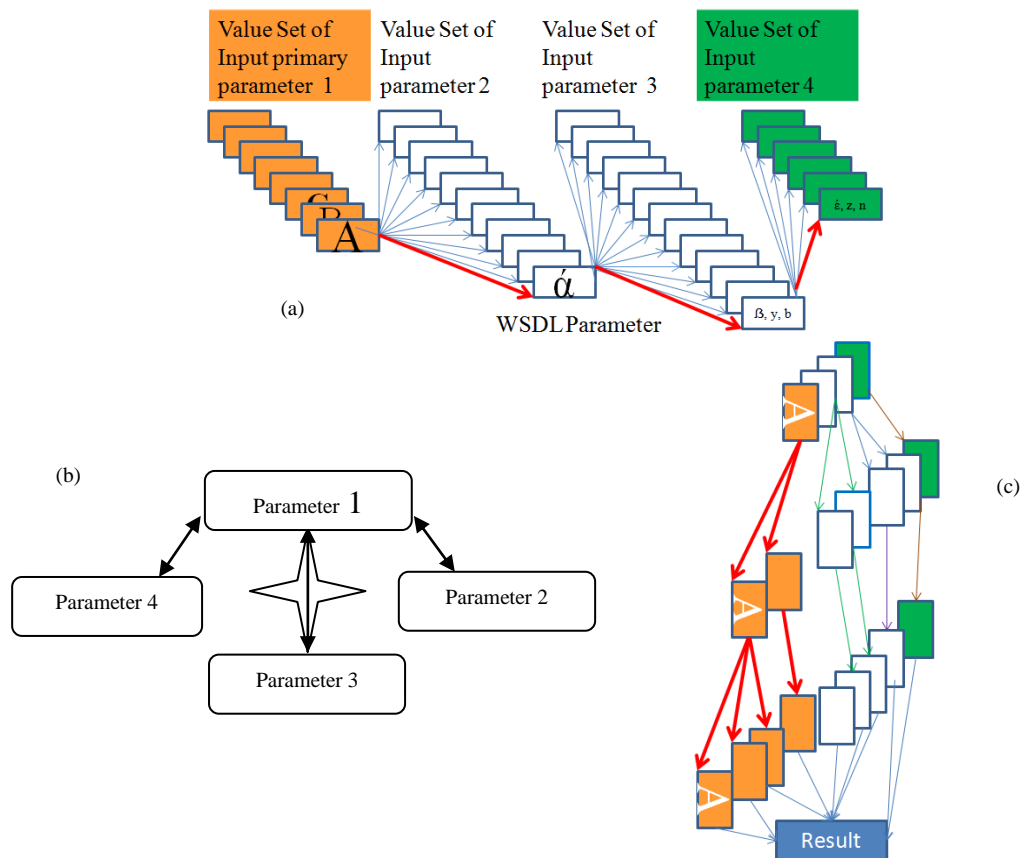 Value Set of
Input primary
parameter 1
Value Set of
Input
parameter 2
Value Set of
Input
parameter 3
Value Set of
Input
parameter 4
A
ά
ß, y, b
έ, z, n
WSDL Parameter
(a)
(b)
Parameter 1
Parameter 4
Parameter 2
Parameter 3
(c)
A
A
A
Result